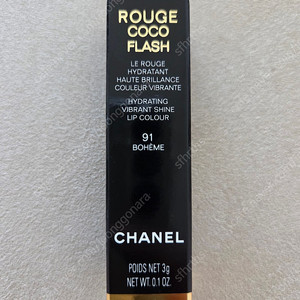 ROUGE
COCO
FLASH
LE ROUGE
HYDRATANT
HAUTE BRILLANCE
COULEUR VIBRANTE
HYDRATING
VIBRANT SHINE
LIP COLOUR
91
BOHÈME
CHANEL
POIDS NET 3g
NET WT. 0.1 OZ.